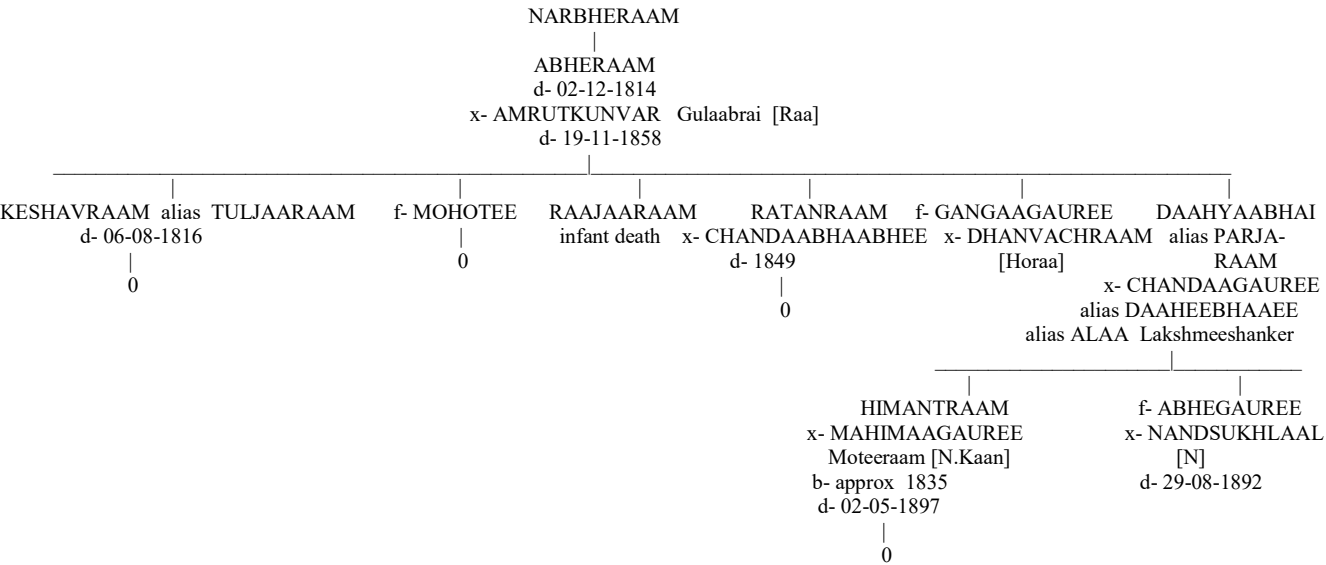 NARBHERAAM
|
ABHERAAM
d- 02-12-1814
x- AMRUTKUNVAR Gulaabrai [Raa]
d- 19-11-1858
|
| | | | | |
KESHAVRAAM alias TULJAARAAM f- MOHOTEE RAAJAARAAM RATANRAAM f- GANGAAGAUREE DAAHYAABHAI
d- 06-08-1816 | infant death x- CHANDAABHAABHEE x- DHANVACHRAAM alias PARJA-
| 0 d- 1849 [Horaa] RAAM
0 | x- CHANDAAGAUREE
0 alias DAAHEEBHAAEE
alias ALAA Lakshmeeshanker
|
| |
HIMANTRAAM f- ABHEGAUREE
x- MAHIMAAGAUREE x- NANDSUKHLAAL
Moteeraam [N.Kaan] [N]
b- approx 1835 d- 29-08-1892
d- 02-05-1897
|
0